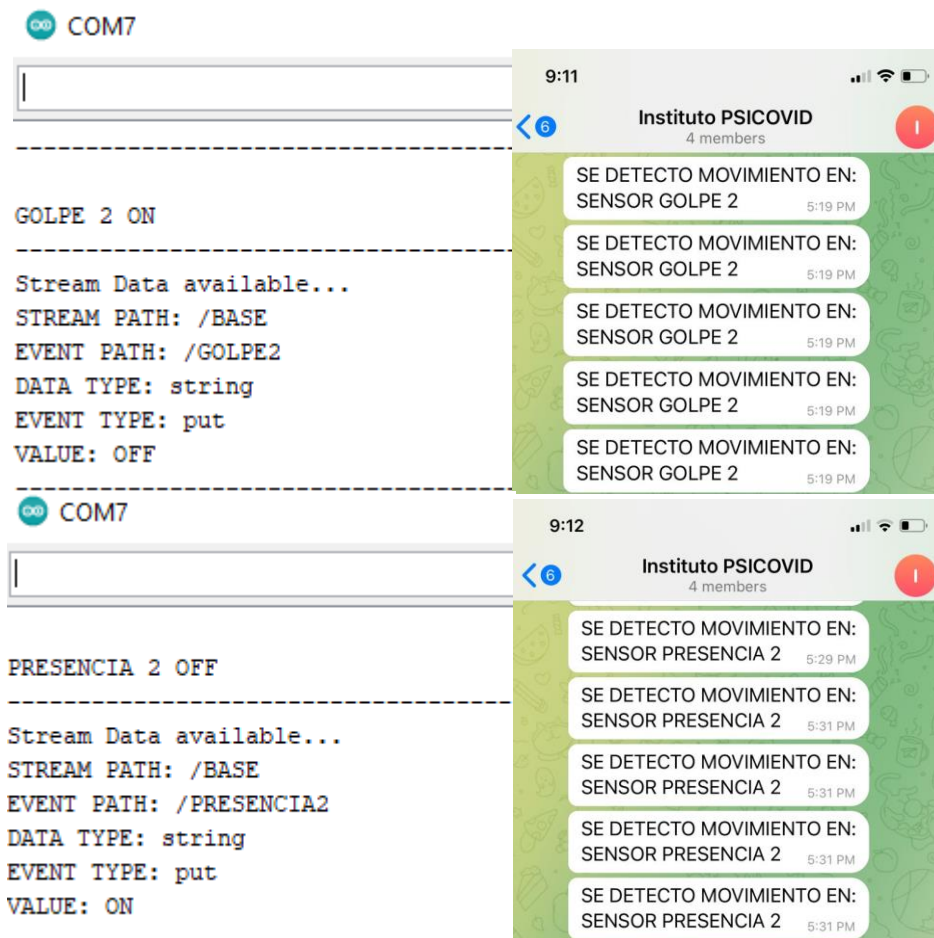 COM7
GOLPE 2 ON
Stream Data available...
STREAM PATH: /BASE
EVENT PATH: /GOLPE2
DATA TYPE: string
EVENT TYPE: put
VALUE: OFF
9:11
6
Instituto PSICOVID
I
4 members
SE DETECTO MOVIMIENTO EN:
SENSOR GOLPE 2 5:19 PM
SE DETECTO MOVIMIENTO EN:
SENSOR GOLPE 2 5:19 PM
SE DETECTO MOVIMIENTO EN:
SENSOR GOLPE 2 5:19 PM
SE DETECTO MOVIMIENTO EN:
SENSOR GOLPE 2 5:19 PM
SE DETECTO MOVIMIENTO EN:
SENSOR GOLPE 2 5:19 PM
COM7
PRESENCIA 2 OFF
Stream Data available...
STREAM PATH: /BASE
EVENT PATH: /PRESENCIA2
DATA TYPE: string
EVENT TYPE: put
VALUE: ON
9:12
6
Instituto PSICOVID
I
4 members
SE DETECTO MOVIMIENTO EN:
SENSOR PRESENCIA 2 5:29 PM
SE DETECTO MOVIMIENTO EN:
SENSOR PRESENCIA 2 5:31 PM
SE DETECTO MOVIMIENTO EN:
SENSOR PRESENCIA 2 5:31 PM
SE DETECTO MOVIMIENTO EN:
SENSOR PRESENCIA 2 5:31 PM
SE DETECTO MOVIMIENTO EN:
SENSOR PRESENCIA 2 5:31 PM